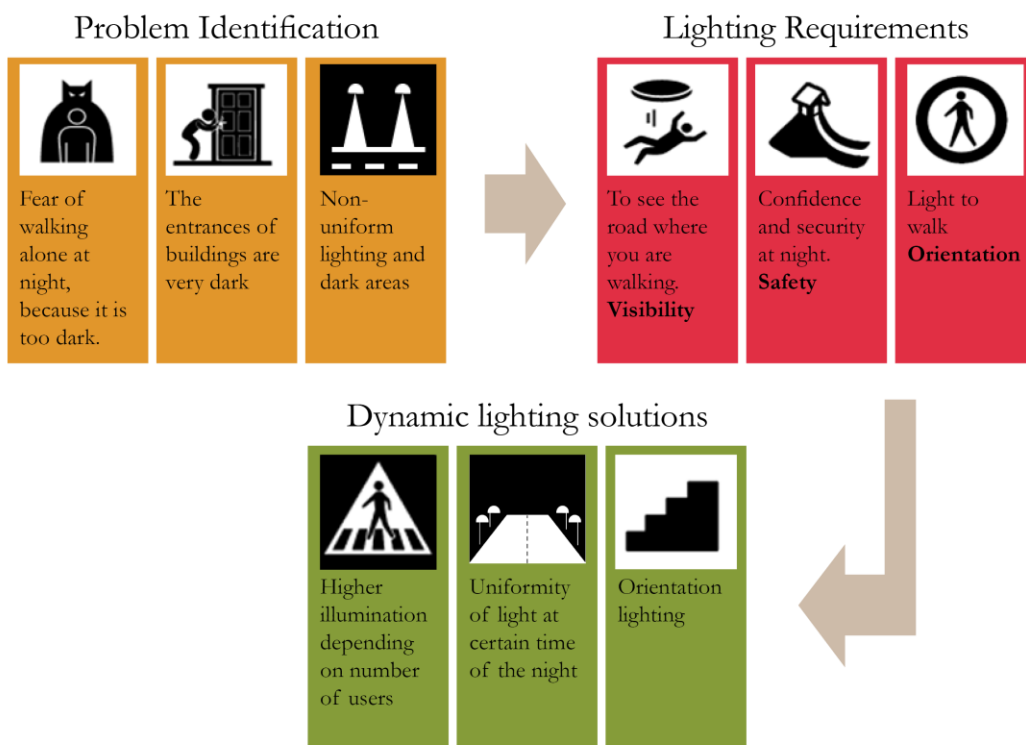 Problem Identification
Fear of
walking
alone at
night,
because it is
too dark.
The
entrances of
buildings are
very dark
Non-
uniform
lighting and
dark areas
Lighting Requirements
To see the
road where
you are
walking.
Visibility
Confidence
and security
at night.
Safety
Light to
walk
Orientation
Dynamic lighting solutions
Higher
illumination
depending
on number
of users
Uniformity
of light at
certain time
of the night
Orientation
lighting